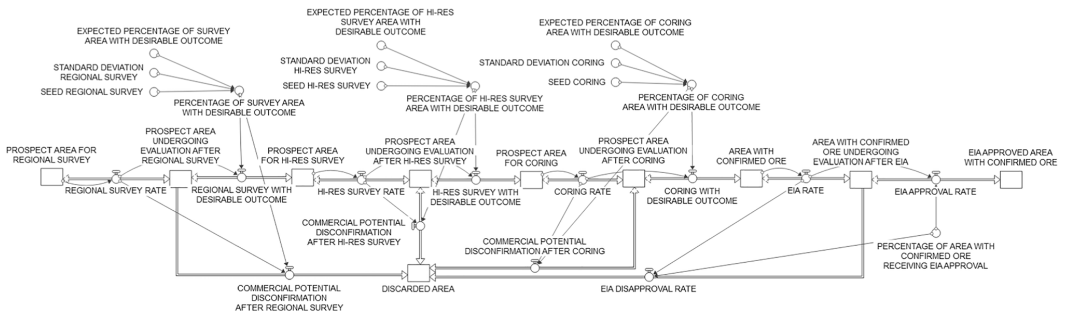 EXPECTED PERCENTAGE OF SURVEY
AREA WITH DESIRABLE OUTCOME
STANDARD DEVIATION
REGIONAL SURVEY
SEED REGIONAL SURVEY
PERCENTAGE OF SURVEY AREA
WITH DESIRABLE OUTCOME
EXPECTED PERCENTAGE OF HI-RES
SURVEY AREA WITH
DESIRABLE OUTCOME
STANDARD DEVIATION
HI-RES SURVEY
SEED HI-RES SURVEY
PERCENTAGE OF HI-RES SURVEY
AREA WITH DESIRABLE OUTCOME
EXPECTED PERCENTAGE OF CORING
AREA WITH DESIRABLE OUTCOME
STANDARD DEVIATION CORING
SEED CORING
PERCENTAGE OF CORING
AREA WITH DESIRABLE OUTCOME
PROSPECT AREA FOR
REGIONAL SURVEY
REGIONAL SURVEY RATE
PROSPECT AREA
UNDERGOING
EVALUATION AFTER
REGIONAL SURVEY
REGIONAL SURVEY WITH
DESIRABLE OUTCOME
PROSPECT AREA
FOR HI-RES SURVEY
HI-RES SURVEY RATE
PROSPECT AREA
UNDERGOING EVALUATION
AFTER HI-RES SURVEY
HI-RES SURVEY WITH
DESIRABLE OUTCOME
PROSPECT AREA
FOR CORING
CORING RATE
PROSPECT AREA
UNDERGOING EVALUATION
AFTER CORING
CORING WITH
DESIRABLE OUTCOME
AREA WITH
CONFIRMED ORE
EIA RATE
AREA WITH CONFIRMED
ORE UNDERGOING
EVALUATION AFTER EIA
EIA APPROVAL RATE
EIA APPROVED AREA
WITH CONFIRMED ORE
COMMERCIAL POTENTIAL
DISCONFIRMATION
AFTER HI-RES SURVEY
COMMERCIAL POTENTIAL
DISCONFIRMATION
AFTER CORING
PERCENTAGE OF AREA WITH
CONFIRMED ORE
RECEIVING EIA APPROVAL
COMMERCIAL POTENTIAL
DISCONFIRMATION
AFTER REGIONAL SURVEY
DISCARDED AREA
EIA DISAPPROVAL RATE